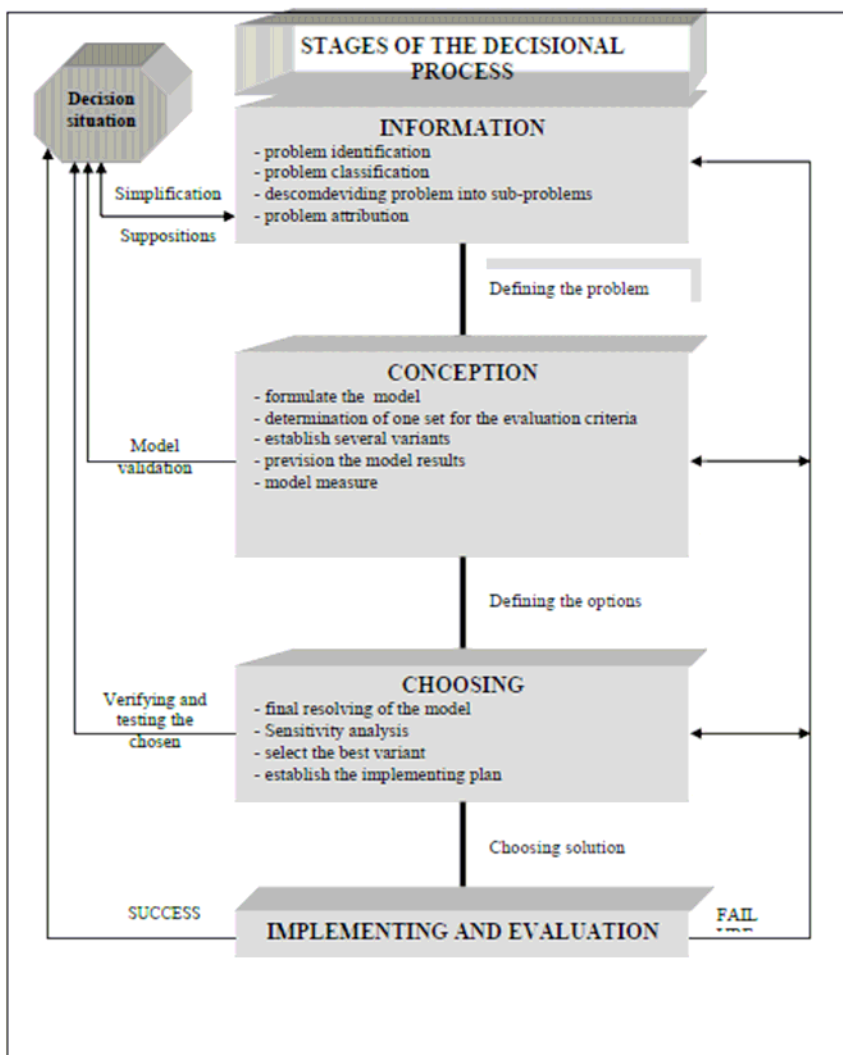 STAGES OF THE DECISIONAL
PROCESS
Decision
situation
INFORMATION
- problem identification
- problem classification
- descomdeviding problem into sub-problems
- problem attribution
Simplification
Suppositions
Defining the problem
CONCEPTION
- formulate the model
- determination of one set for the evaluation criteria
- establish several variants
- prevision the model results
- model measure
Model
validation
Defining the options
CHOOSING
- final resolving of the model
- Sensitivity analysis
- select the best variant
- establish the implementing plan
Verifying and
testing the
chosen
Choosing solution
SUCCESS
IMPLEMENTING AND EVALUATION
FAIL